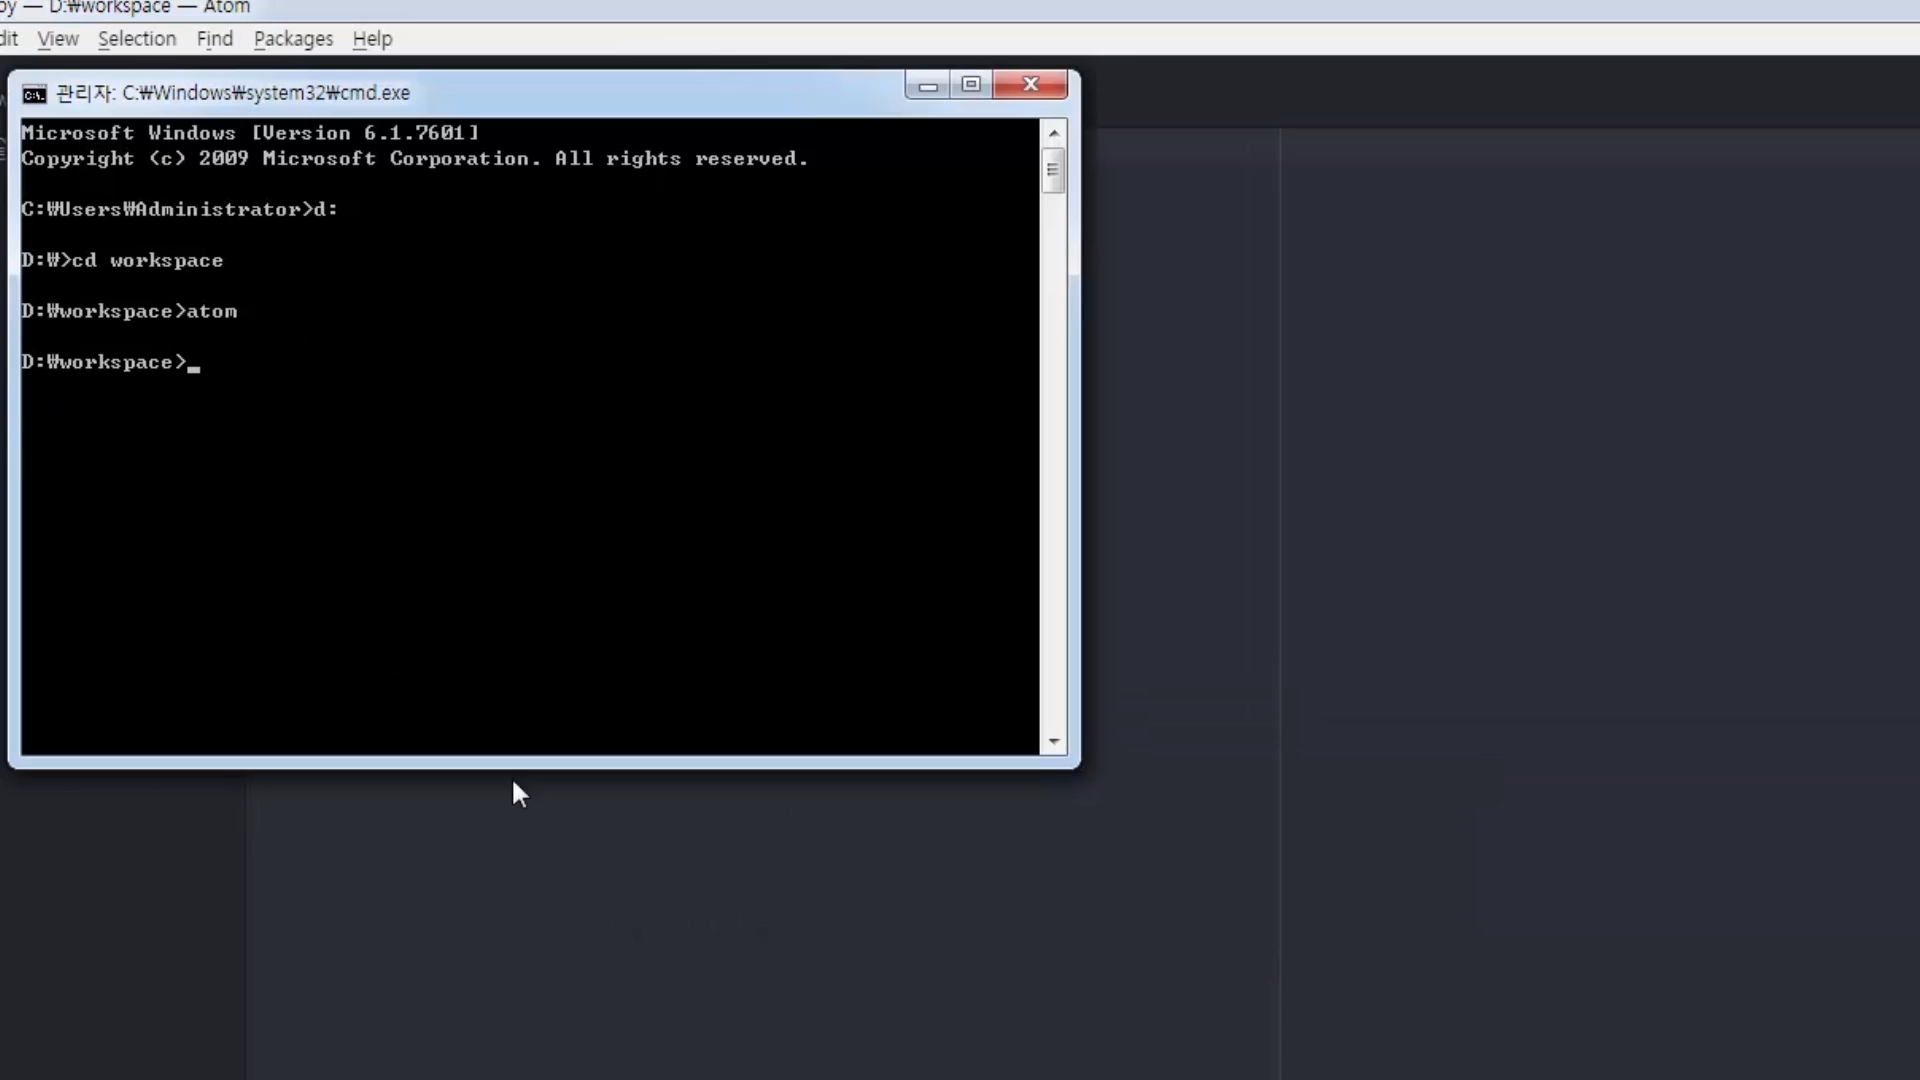 oy — D:₩workspace — Atom
dit View Selection Find Packages Help
관리자: C:₩Windows₩system32₩cmd.exe
Microsoft Windows [Version 6.1.7601]
Copyright (c) 2009 Microsoft Corporation. All rights reserved.
C:₩Users₩Administrator>d:
D:₩>cd workspace
D:₩workspace>atom
D:₩workspace>_